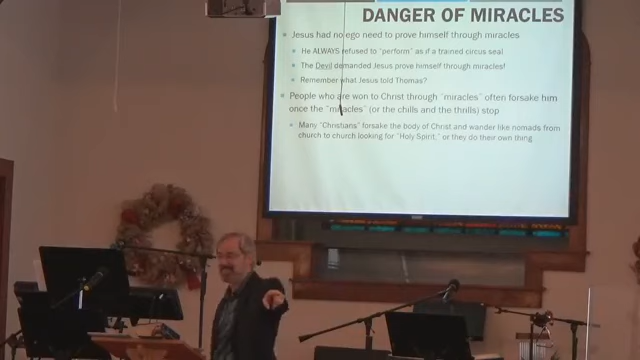 DANGER OF MIRACLES
Jesus had no ego need to prove himself through miracles
He ALWAYS refused to "perform" as if a trained circus seal
The Devil demanded Jesus prove himself through miracles!
Remember what Jesus told Thomas?
People who are won to Christ through "miracles" often forsake him
once the "miracles" (or the chills and the thrills) stop
Many "Christians" forsake the body of Christ and wander like nomads from
church to church looking for "Holy Spirit," or they do their own thing